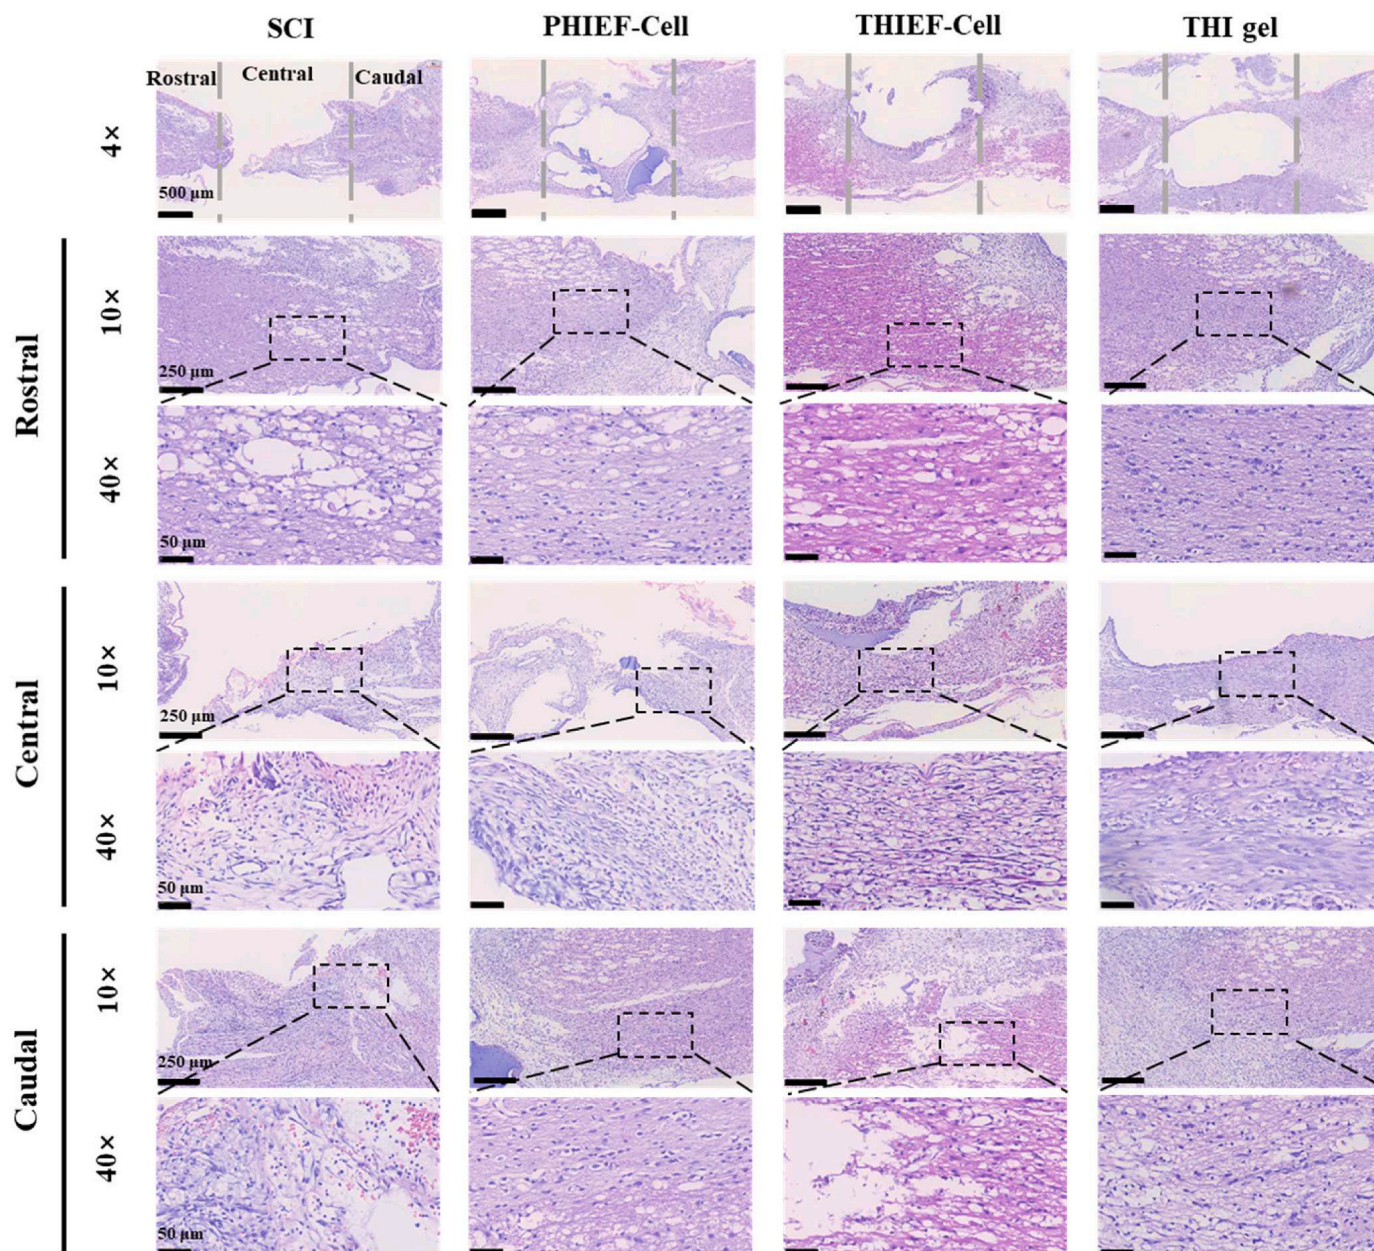 SCI PHIEF-Cell THIEF-Cell THI gel
Rostral Central Caudal
4×
500 μm
Rostral
10×
250 μm
40×
50 μm
Central
10×
250 μm
40×
50 μm
Caudal
10×
250 μm
40×
50 μm